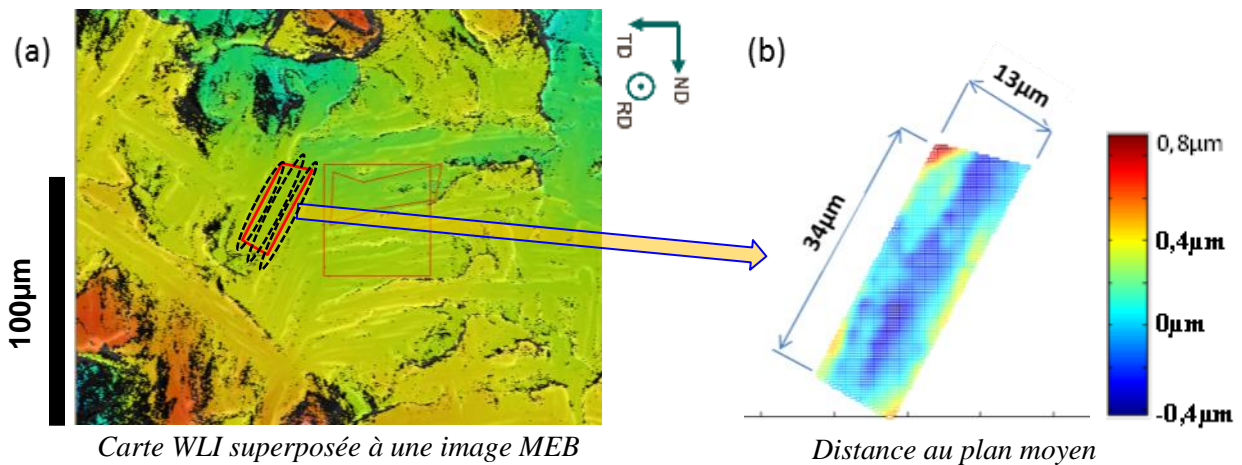 (a)
100µm
TD
ND
RD
(b)
13µm
34µm
0,8µm
0,4µm
0µm
-0,4µm
Carte WLI superposée à une image MEB
Distance au plan moyen